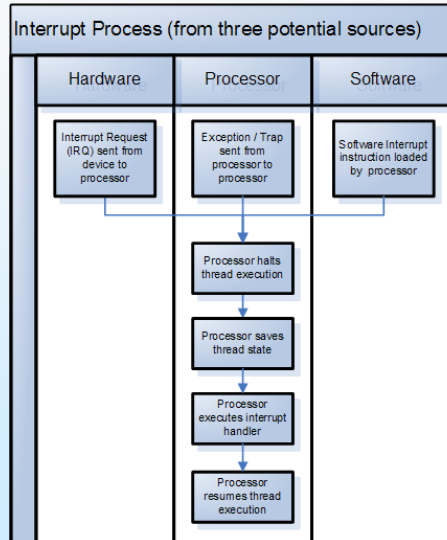 Interrupt Process (from three potential sources)
Hardware
Processor
Software
Interrupt Request
(IRQ) sent from
device to
processor
Exception / Trap
sent from
processor to
processor
Software Interrupt
instruction loaded
by processor
Processor halts
thread execution
Processor saves
thread state
Processor
executes interrupt
handler
Processor
resumes thread
execution